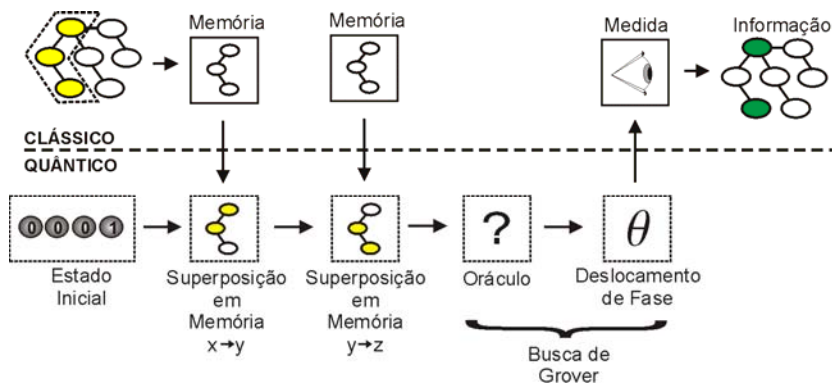 Memória
Memória
Medida
Informação
CLÁSSICO
QUÂNTICO
0 0 0 1
?
θ
Estado
Inicial
Superposição
em
Memória
x→y
Superposição
em
Memória
y→z
Oráculo
Deslocamento
de Fase
Busca de
Grover